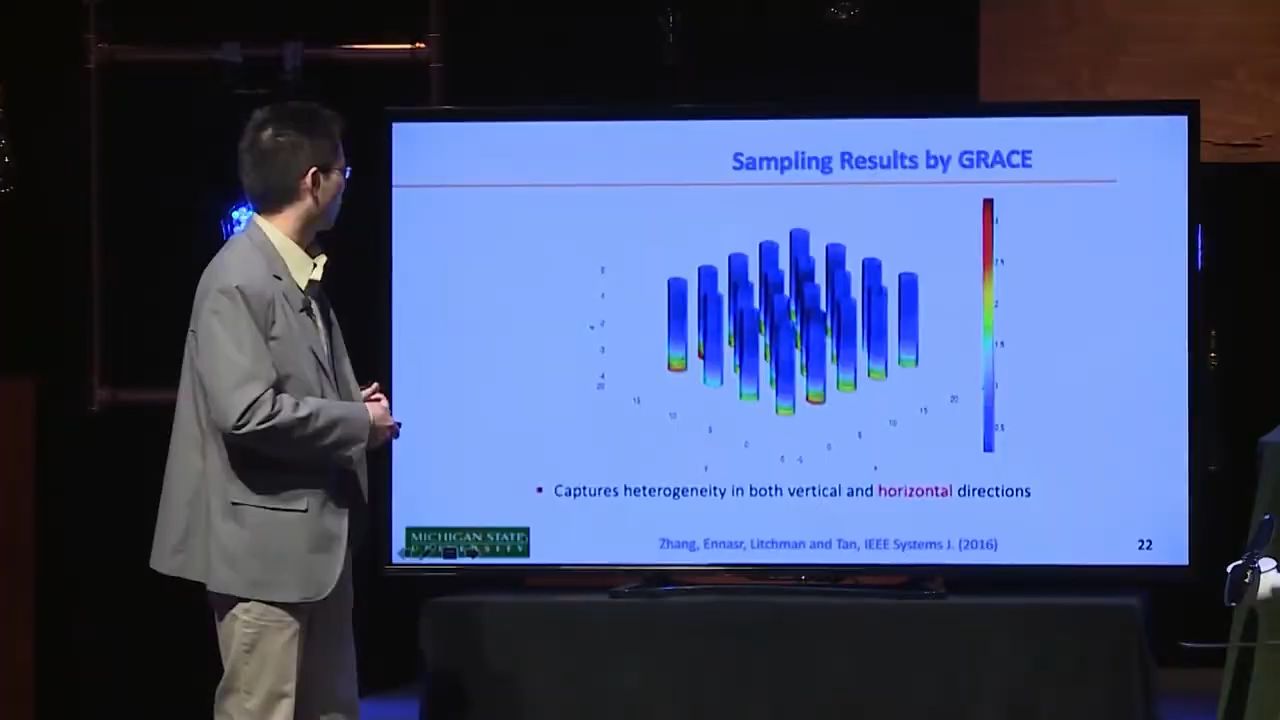 Sampling Results by GRACE
▪ Captures heterogeneity in both vertical and horizontal directions
MICHIGAN STATE
UNIVERSITY
Zhang, Ennasr, Litchman and Tan, IEEE Systems J. (2016)
22